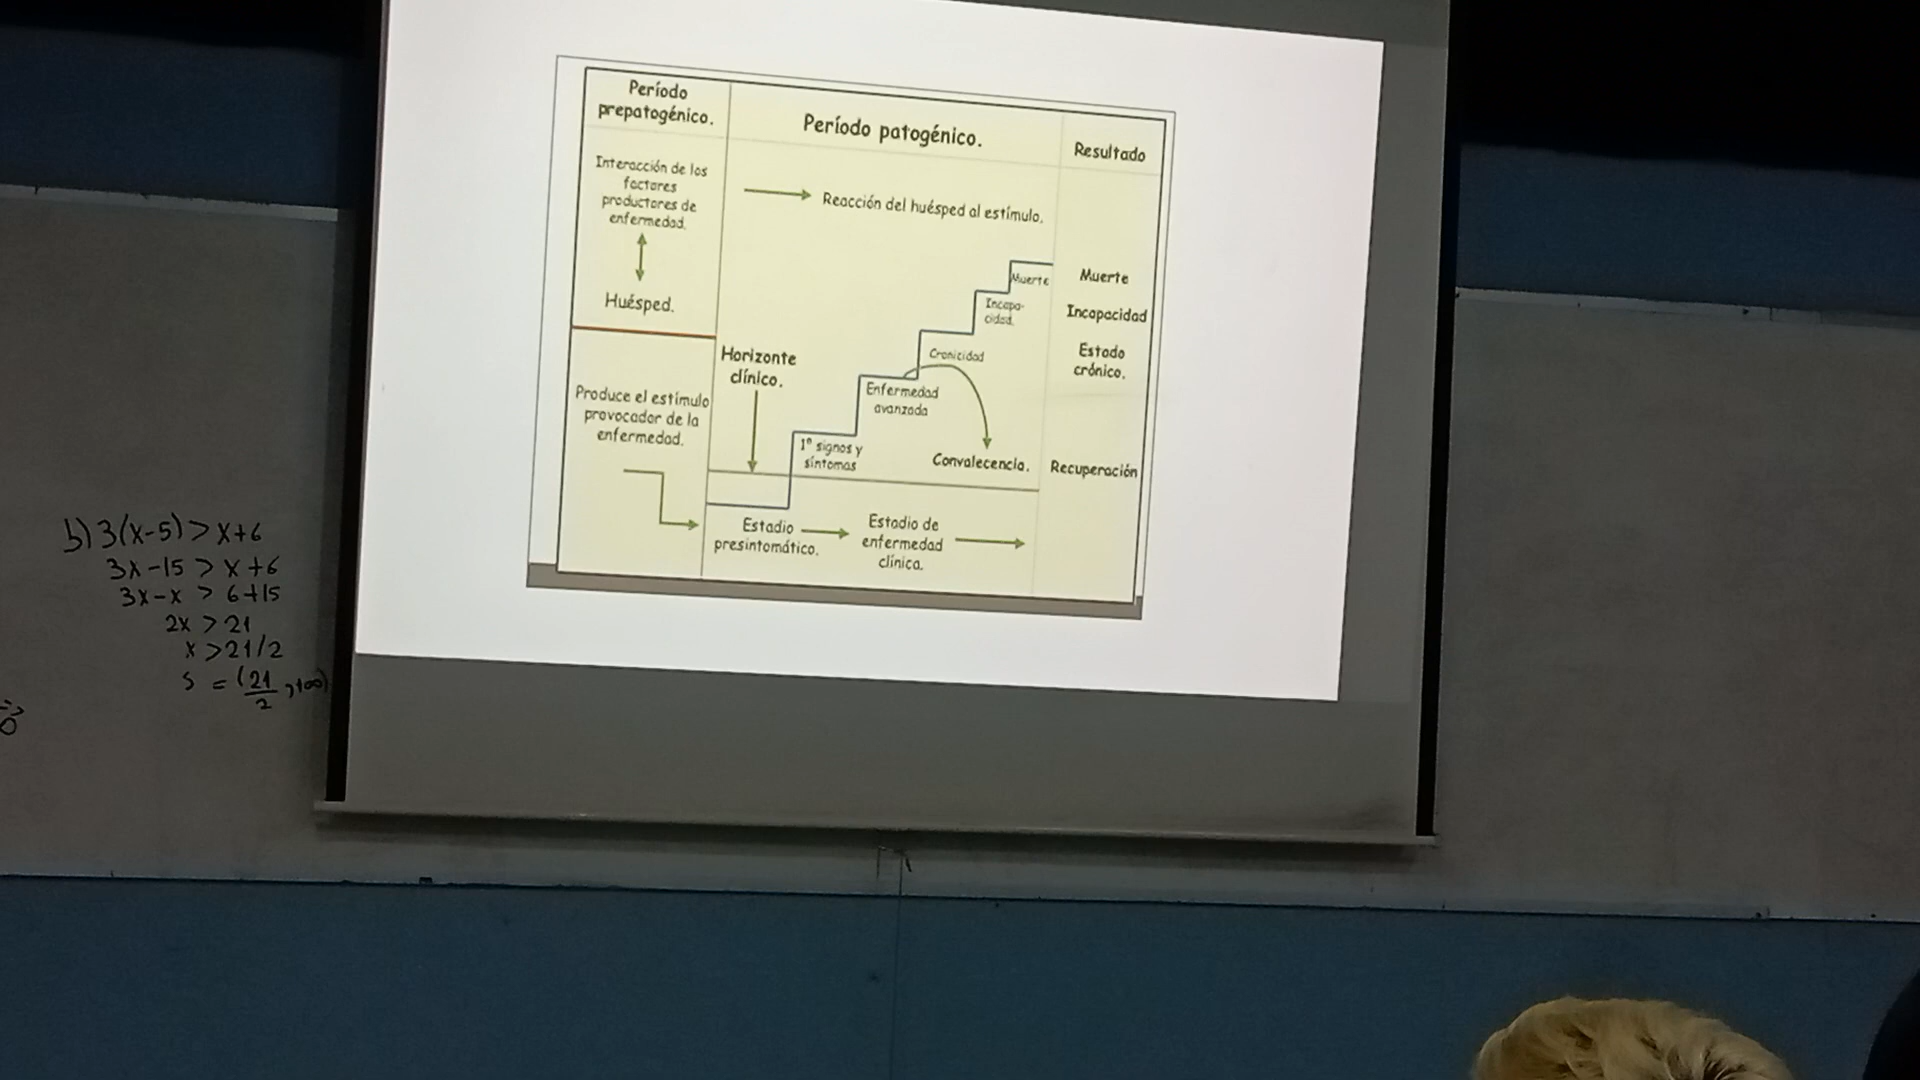 Período
prepatogénico.
Interacción de los
factores
productores de
enfermedad.
Huésped.
Produce el estímulo
provocador de la
enfermedad.
Período patogénico.
Reacción del huésped al estímulo.
Horizonte
clínico.
1º signos y
síntomas
Enfermedad
avanzada
Cronicidad
Incapa-
cidad.
Muerte
Convalecencia.
Estadio
presintomático.
Estadio de
enfermedad
clínica.
Resultado
Muerte
Incapacidad
Estado
crónico.
Recuperación
b) 3(x-5) > x+6
3x-15 > x+6
3x-x > 6+15
2x > 21
x > 21/2
S = (21/2, +∞)